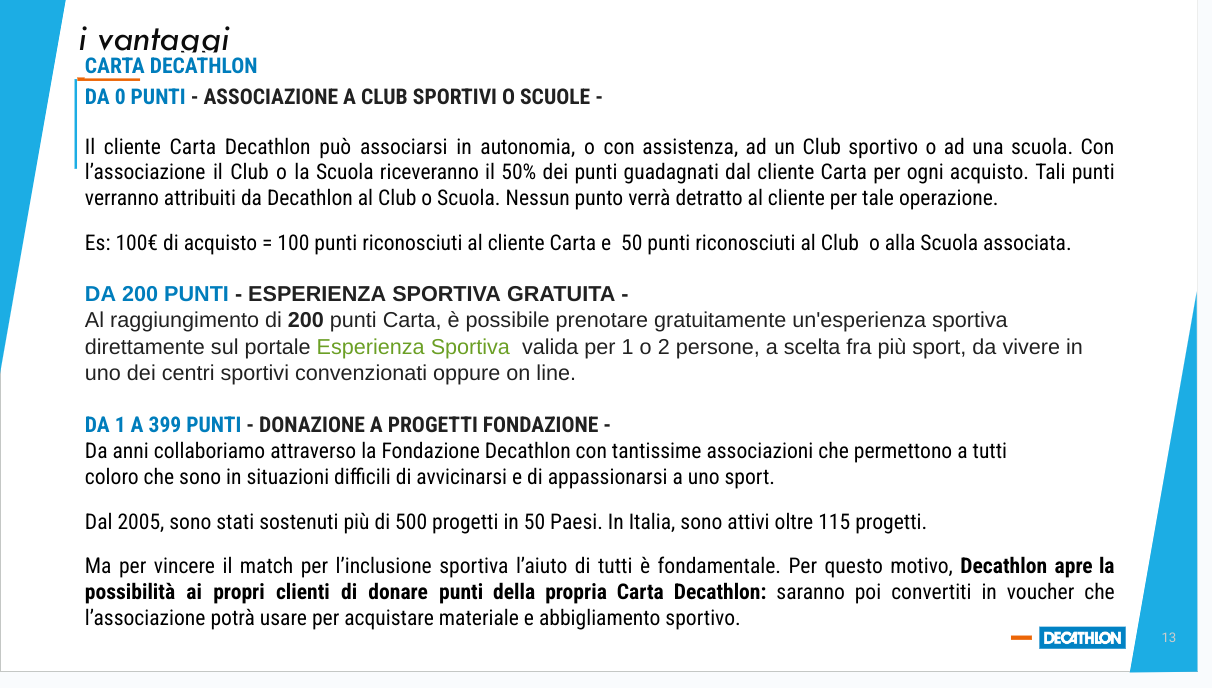 i vantaggi
CARTA DECATHLON
DA 0 PUNTI - ASSOCIAZIONE A CLUB SPORTIVI O SCUOLE -
Il cliente Carta Decathlon può associarsi in autonomia, o con assistenza, ad un Club sportivo o ad una scuola. Con
l’associazione il Club o la Scuola riceveranno il 50% dei punti guadagnati dal cliente Carta per ogni acquisto. Tali punti
verranno attribuiti da Decathlon al Club o Scuola. Nessun punto verrà detratto al cliente per tale operazione.
Es: 100€ di acquisto = 100 punti riconosciuti al cliente Carta e 50 punti riconosciuti al Club o alla Scuola associata.
DA 200 PUNTI - ESPERIENZA SPORTIVA GRATUITA -
Al raggiungimento di 200 punti Carta, è possibile prenotare gratuitamente un'esperienza sportiva
direttamente sul portale Esperienza Sportiva valida per 1 o 2 persone, a scelta fra più sport, da vivere in
uno dei centri sportivi convenzionati oppure on line.
DA 1 A 399 PUNTI - DONAZIONE A PROGETTI FONDAZIONE -
Da anni collaboriamo attraverso la Fondazione Decathlon con tantissime associazioni che permettono a tutti
coloro che sono in situazioni difficili di avvicinarsi e di appassionarsi a uno sport.
Dal 2005, sono stati sostenuti più di 500 progetti in 50 Paesi. In Italia, sono attivi oltre 115 progetti.
Ma per vincere il match per l’inclusione sportiva l’aiuto di tutti è fondamentale. Per questo motivo, Decathlon apre la
possibilità ai propri clienti di donare punti della propria Carta Decathlon: saranno poi convertiti in voucher che
l’associazione potrà usare per acquistare materiale e abbigliamento sportivo.
DECATHLON
13